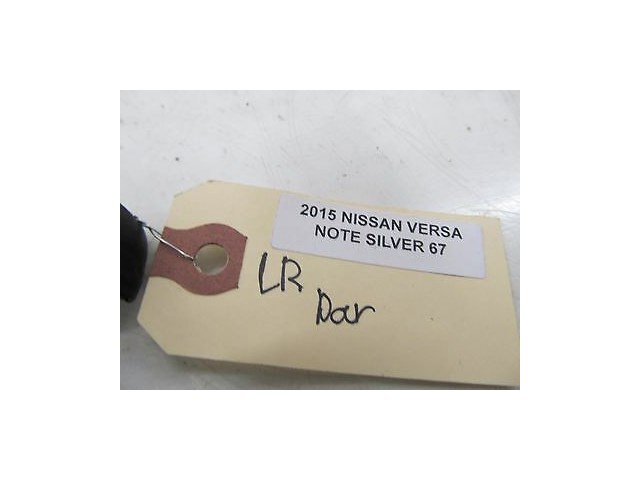 2015 NISSAN VERSA
NOTE SILVER 67
LR
Door